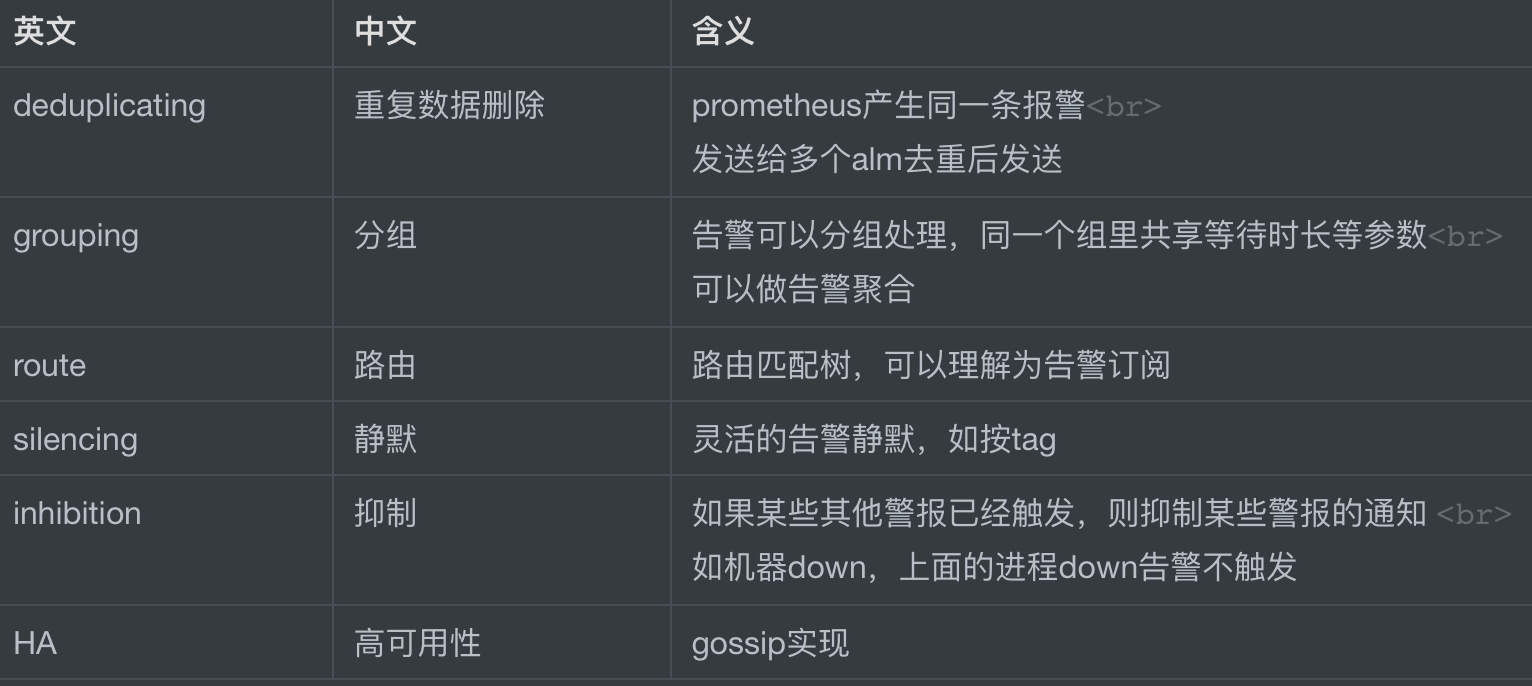 英文 中文 含义
deduplicating 重复数据删除 prometheus产生同一条报警<br>
发送给多个alm去重后发送
grouping 分组 告警可以分组处理，同一个组里共享等待时长等参数<br>
可以做告警聚合
route 路由 路由匹配树，可以理解为告警订阅
silencing 静默 灵活的告警静默，如按tag
inhibition 抑制 如果某些其他警报已经触发，则抑制某些警报的通知 <br>
如机器down，上面的进程down告警不触发
HA 高可用性 gossip实现